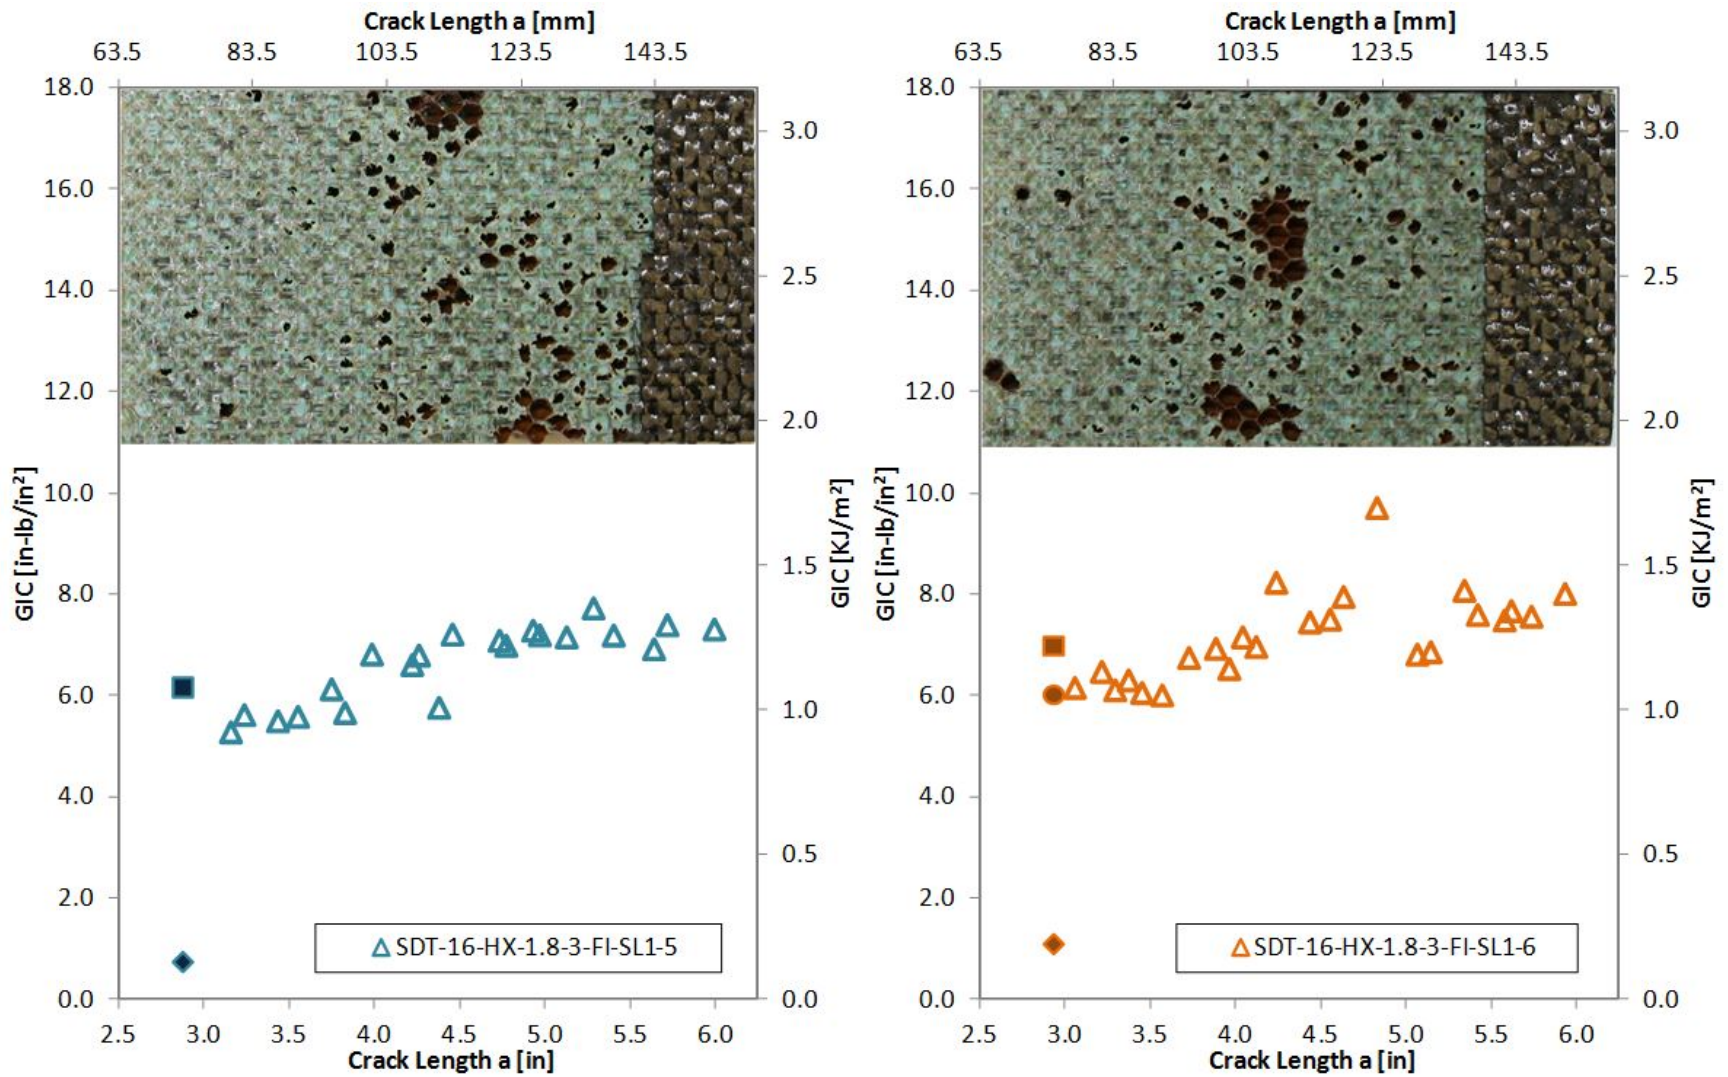 Crack Length a [mm]
63.5 83.5 103.5 123.5 143.5
18.0
16.0
14.0
12.0
10.0
8.0
6.0
4.0
2.0
0.0
GIC [in-lb/in²]
3.0
2.5
2.0
1.5
1.0
0.5
0.0
GIC [KJ/m²]
SDT-16-HX-1.8-3-FI-SL1-5
2.5 3.0 3.5 4.0 4.5 5.0 5.5 6.0
Crack Length a [in]
Crack Length a [mm]
63.5 83.5 103.5 123.5 143.5
18.0
16.0
14.0
12.0
10.0
8.0
6.0
4.0
2.0
0.0
GIC [in-lb/in²]
3.0
2.5
2.0
1.5
1.0
0.5
0.0
GIC [KJ/m²]
SDT-16-HX-1.8-3-FI-SL1-6
2.5 3.0 3.5 4.0 4.5 5.0 5.5 6.0
Crack Length a [in]